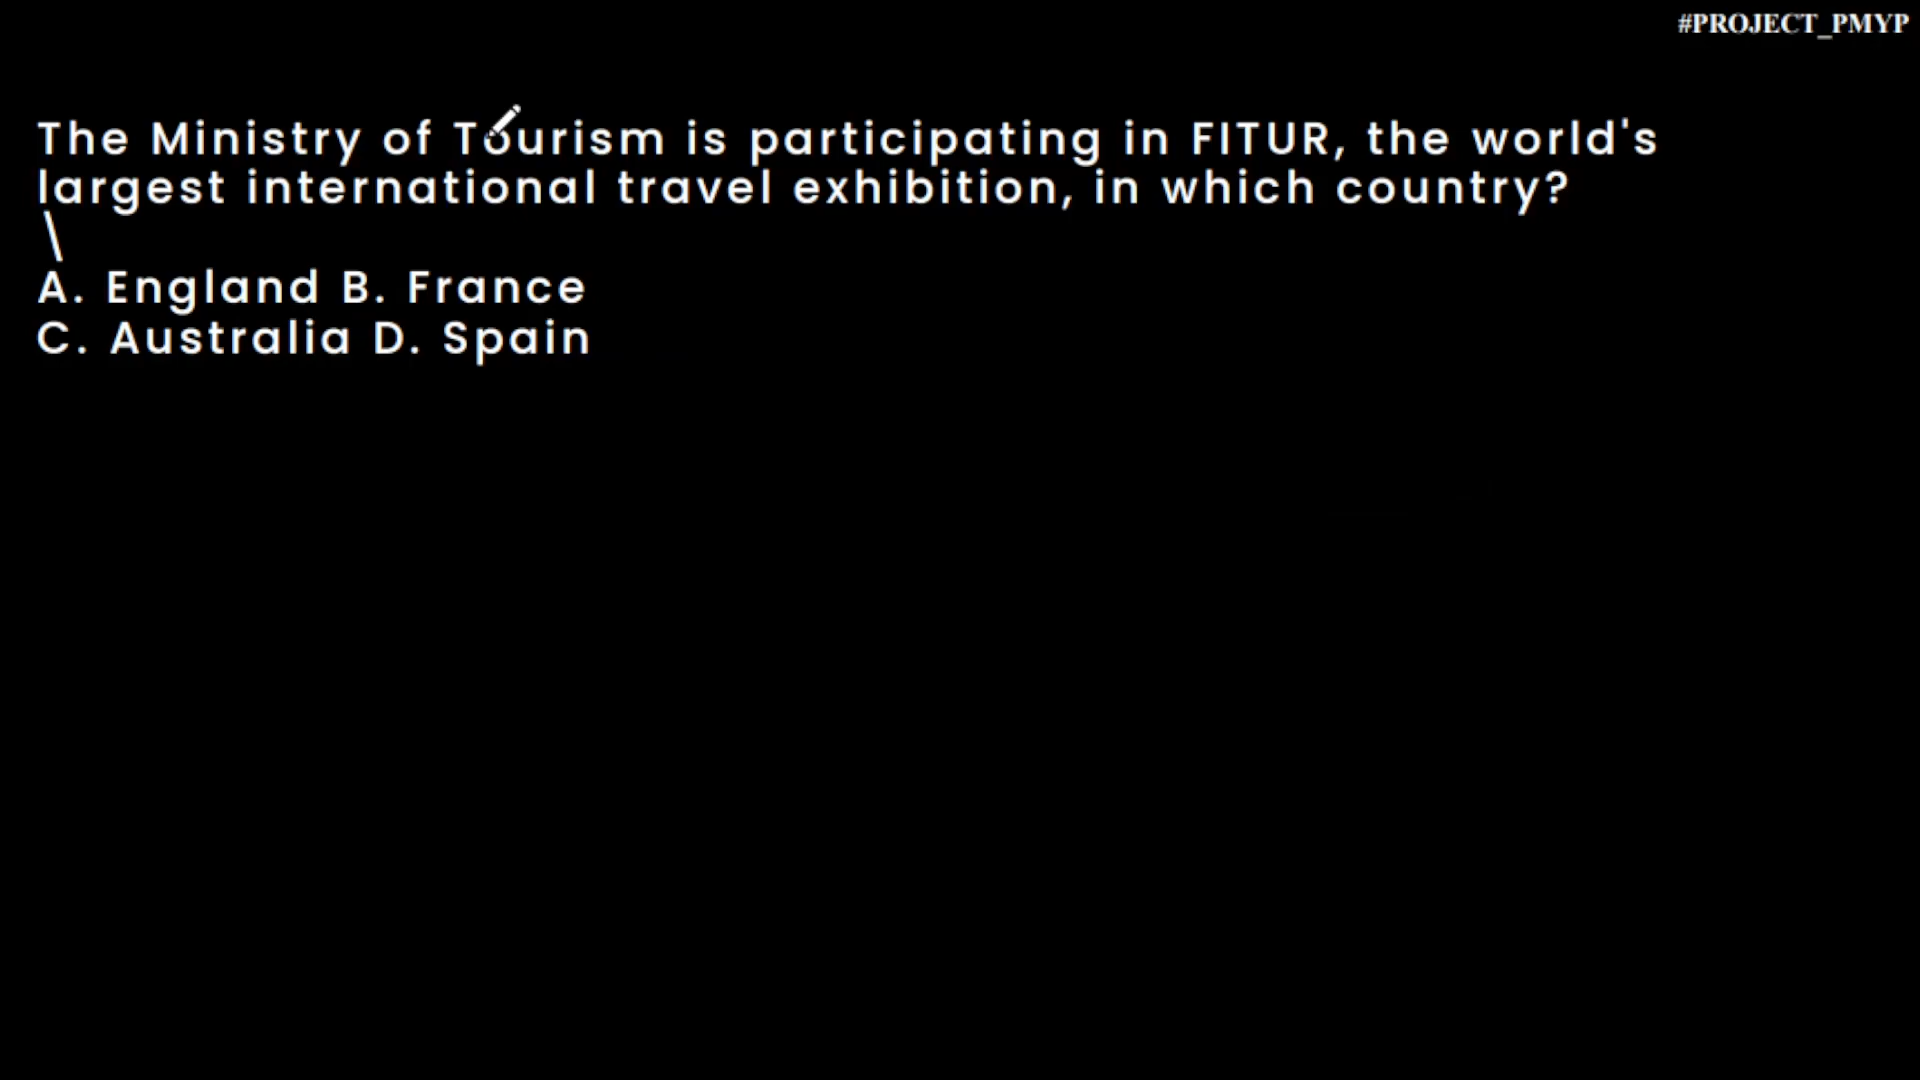 #PROJECT_PMYP
The Ministry of Tourism is participating in FITUR, the world's
largest international travel exhibition, in which country?
\
A. England B. France
C. Australia D. Spain